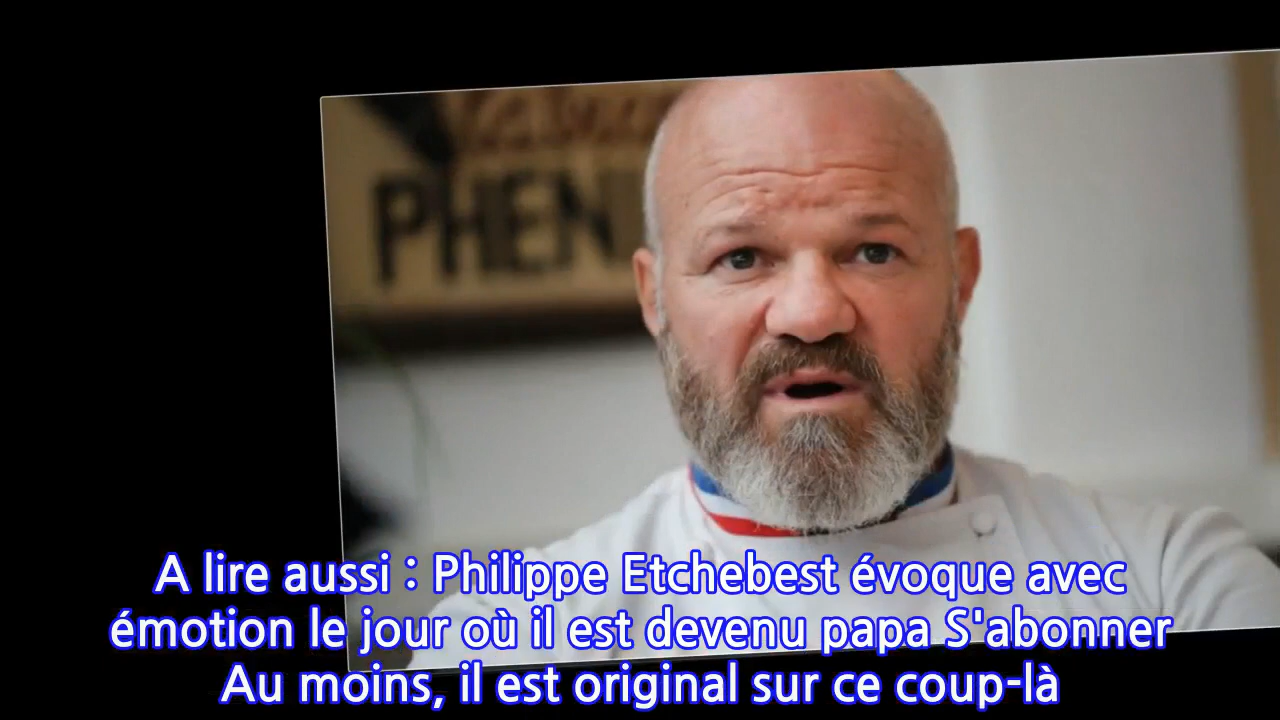 PHEN
A lire aussi : Philippe Etchebest évoque avec
émotion le jour où il est devenu papa S'abonner
Au moins, il est original sur ce coup-là